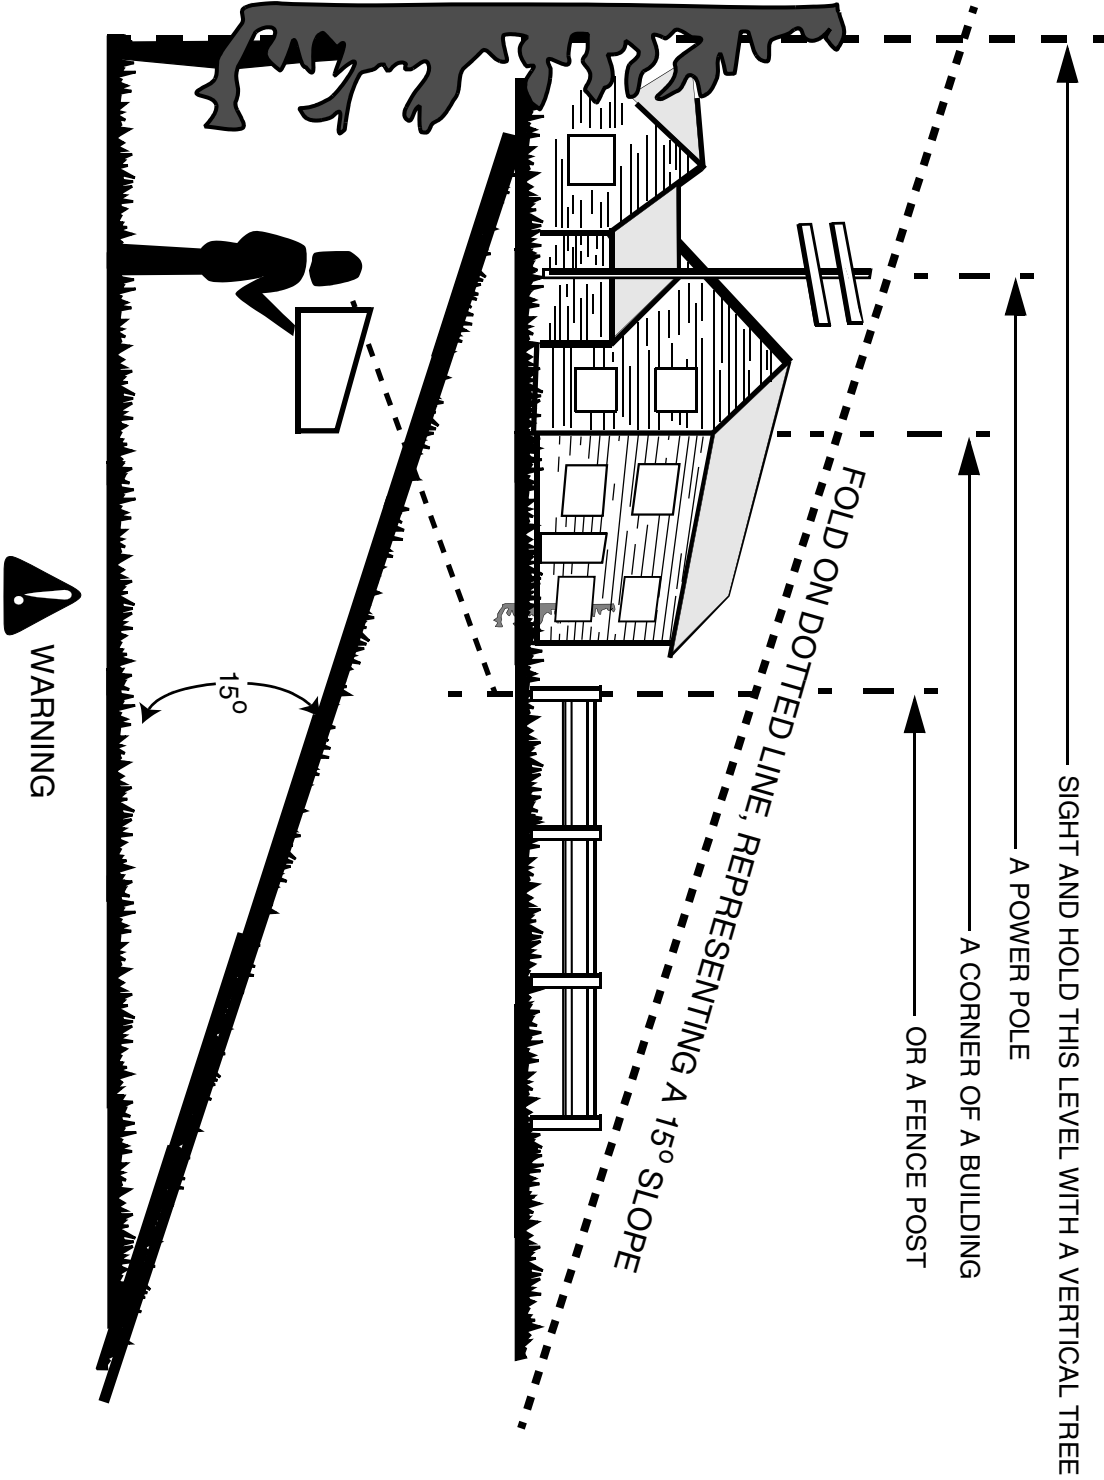 SIGHT AND HOLD THIS LEVEL WITH A VERTICAL TREE
A POWER POLE
A CORNER OF A BUILDING
OR A FENCE POST
FOLD ON DOTTED LINE, REPRESENTING A 15° SLOPE
15°
WARNING